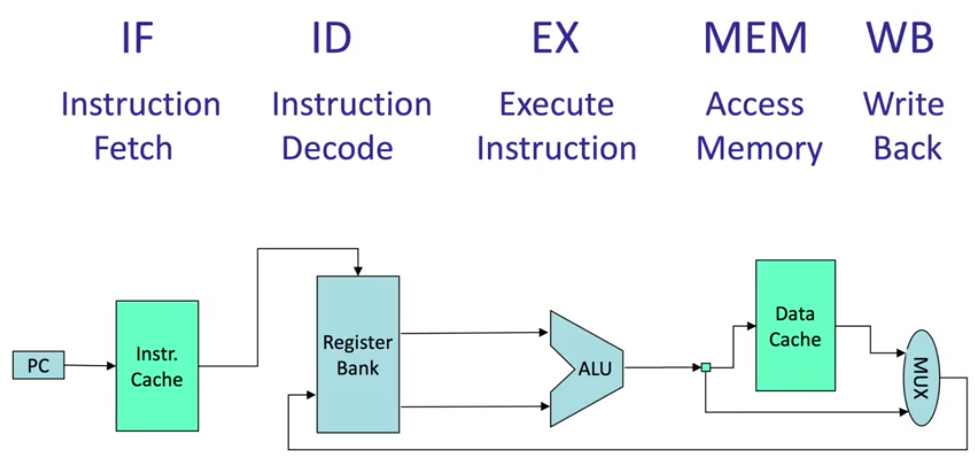 IF
ID
EX
MEM
WB
Instruction
Fetch
Instruction
Decode
Execute
Instruction
Access
Memory
Write
Back
PC
Instr.
Cache
Register
Bank
ALU
Data
Cache
MUX